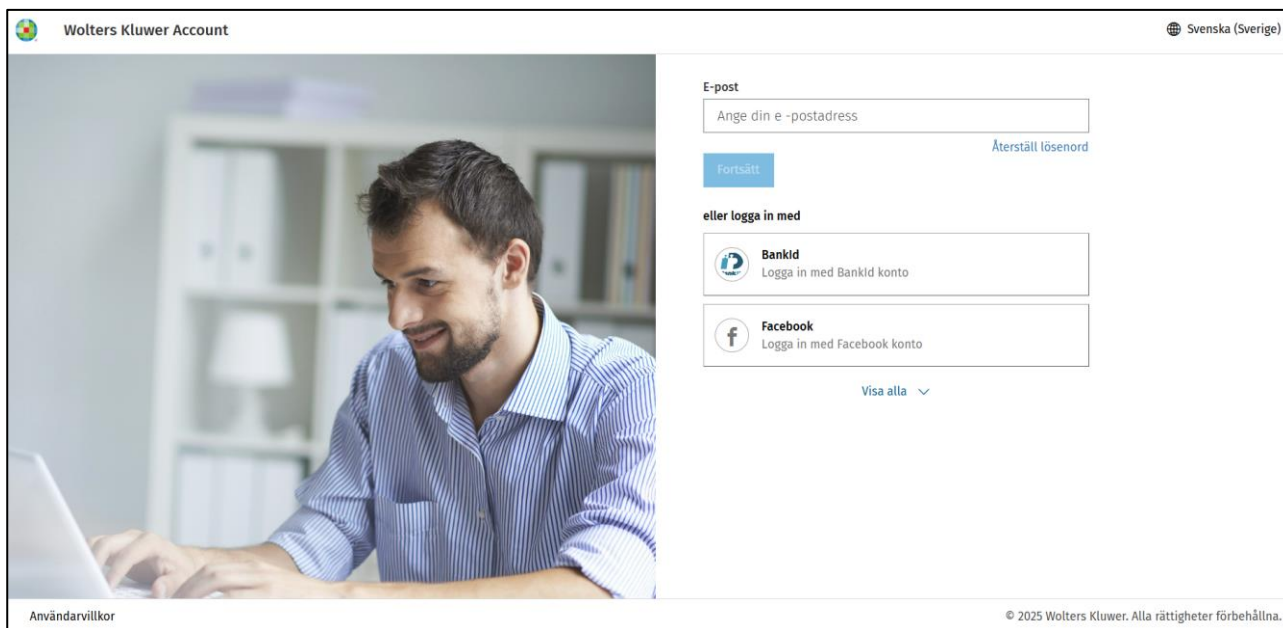 Wolters Kluwer Account
Svenska (Sverige)
E-post
Ange din e -postadress
Återställ lösenord
Fortsätt
eller logga in med
BankId
Logga in med BankId konto
Facebook
Logga in med Facebook konto
Visa alla
Användarvillkor
© 2025 Wolters Kluwer. Alla rättigheter förbehållna.